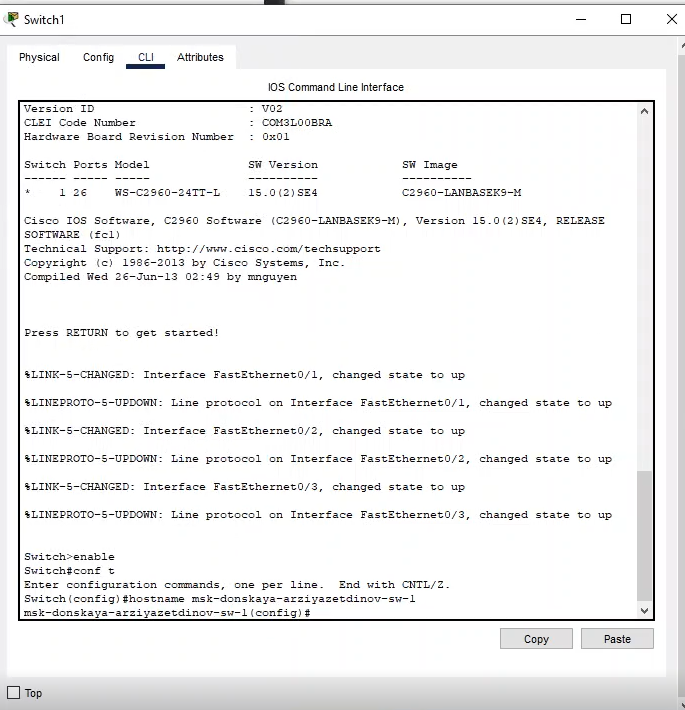 Switch1
Physical Config CLI Attributes
IOS Command Line Interface
Version ID : V02
CLEI Code Number : COM3L00BRA
Hardware Board Revision Number : 0x01
Switch Ports Model SW Version SW Image
------ ----- ----- ---------- ----------
* 1 26 WS-C2960-24TT-L 15.0(2)SE4 C2960-LANBASEK9-M
Cisco IOS Software, C2960 Software (C2960-LANBASEK9-M), Version 15.0(2)SE4, RELEASE
SOFTWARE (fc1)
Technical Support: http://www.cisco.com/techsupport
Copyright (c) 1986-2013 by Cisco Systems, Inc.
Compiled Wed 26-Jun-13 02:49 by mnguyen
Press RETURN to get started!
%LINK-5-CHANGED: Interface FastEthernet0/1, changed state to up
%LINEPROTO-5-UPDOWN: Line protocol on Interface FastEthernet0/1, changed state to up
%LINK-5-CHANGED: Interface FastEthernet0/2, changed state to up
%LINEPROTO-5-UPDOWN: Line protocol on Interface FastEthernet0/2, changed state to up
%LINK-5-CHANGED: Interface FastEthernet0/3, changed state to up
%LINEPROTO-5-UPDOWN: Line protocol on Interface FastEthernet0/3, changed state to up
Switch>enable
Switch#conf t
Enter configuration commands, one per line. End with CNTL/Z.
Switch(config)#hostname msk-donskaya-arziyazetdinov-sw-1
msk-donskaya-arziyazetdinov-sw-1(config)#
Copy Paste
Top